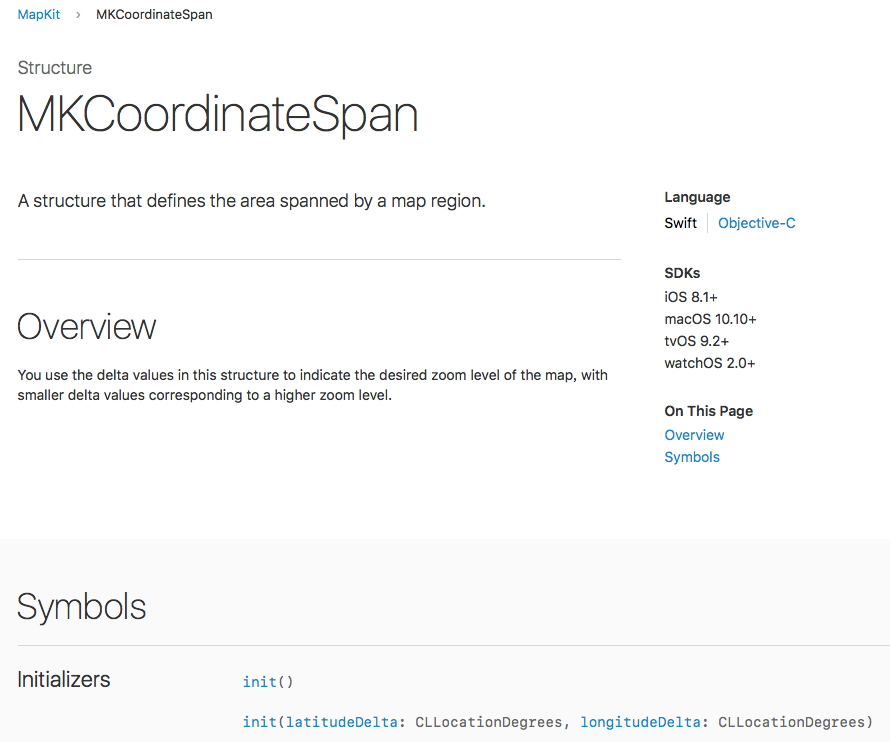 MapKit › MKCoordinateSpan
Structure
MKCoordinateSpan
A structure that defines the area spanned by a map region.
Language
Swift Objective-C
SDKs
iOS 8.1+
macOS 10.10+
tvOS 9.2+
watchOS 2.0+
On This Page
Overview
Symbols
Overview
You use the delta values in this structure to indicate the desired zoom level of the map, with
smaller delta values corresponding to a higher zoom level.
Symbols
Initializers
init()
init(latitudeDelta: CLLocationDegrees, longitudeDelta: CLLocationDegrees)